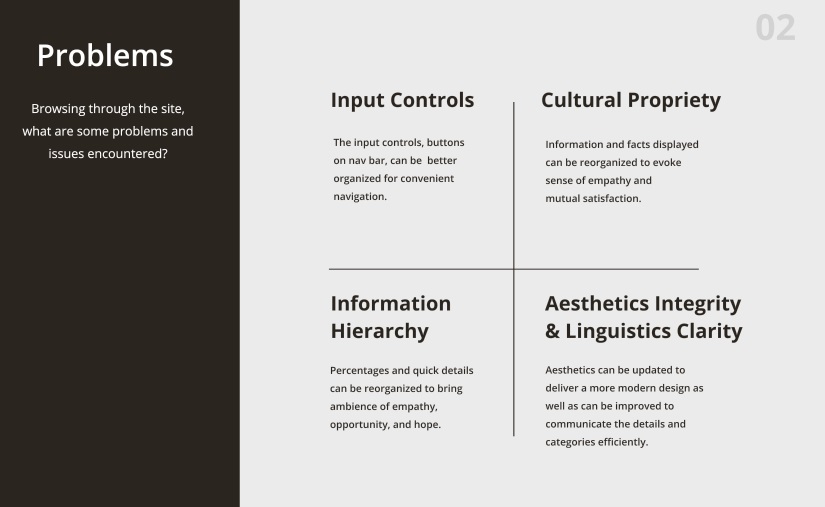 02
Problems
Browsing through the site,
what are some problems and
issues encountered?
Input Controls
The input controls, buttons
on nav bar, can be  better
organized for convenient
navigation.
Cultural Propriety
Information and facts displayed
can be reorganized to evoke
sense of empathy and
mutual satisfaction.
Information
Hierarchy
Percentages and quick details
can be reorganized to bring
ambience of empathy,
opportunity, and hope.
Aesthetics Integrity
& Linguistics Clarity
Aesthetics can be updated to
deliver a more modern design as
well as can be improved to
communicate the details and
categories efficiently.